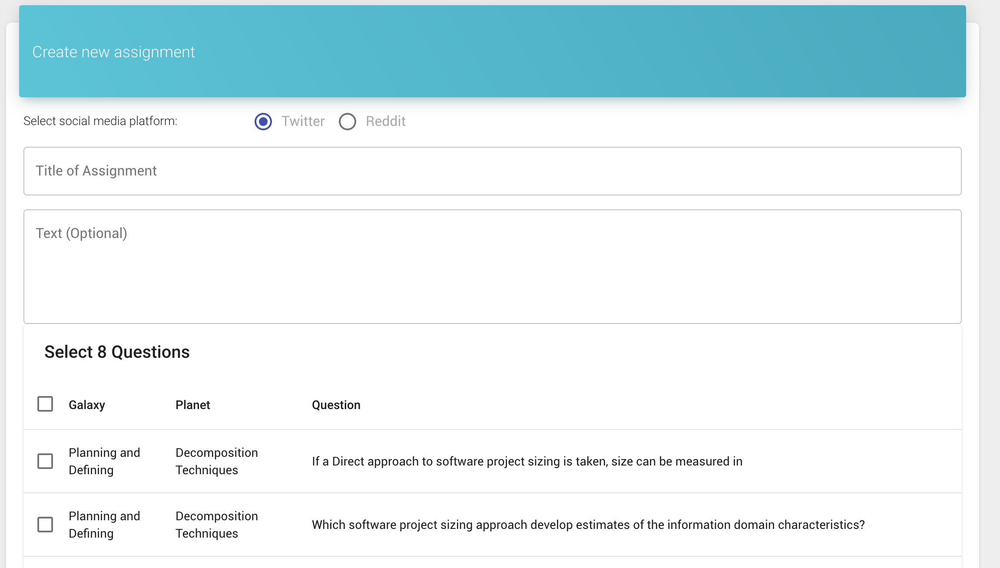 Create new assignment
Select social media platform: Twitter Reddit
Title of Assignment
Text (Optional)
Select 8 Questions
Galaxy Planet Question
Planning and Defining Decomposition Techniques If a Direct approach to software project sizing is taken, size can be measured in
Planning and Defining Decomposition Techniques Which software project sizing approach develop estimates of the information domain characteristics?